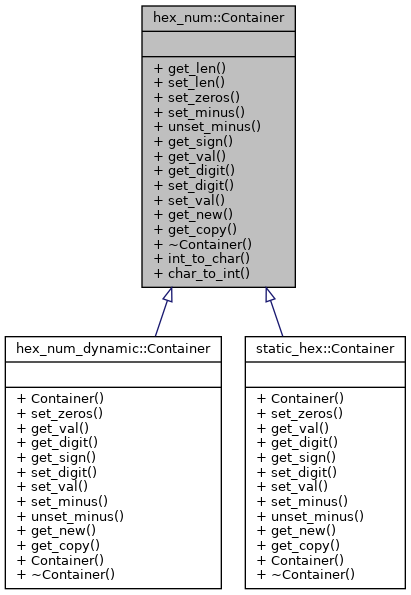 hex_num::Container
+ get_len()
+ set_len()
+ set_zeros()
+ set_minus()
+ unset_minus()
+ get_sign()
+ get_val()
+ get_digit()
+ set_digit()
+ set_val()
+ get_new()
+ get_copy()
+ ~Container()
+ int_to_char()
+ char_to_int()
hex_num_dynamic::Container
+ Container()
+ set_zeros()
+ get_val()
+ get_digit()
+ get_sign()
+ set_digit()
+ set_val()
+ set_minus()
+ unset_minus()
+ get_new()
+ get_copy()
+ Container()
+ ~Container()
static_hex::Container
+ Container()
+ set_zeros()
+ get_val()
+ get_digit()
+ get_sign()
+ set_digit()
+ set_val()
+ set_minus()
+ unset_minus()
+ get_new()
+ get_copy()
+ Container()
+ ~Container()